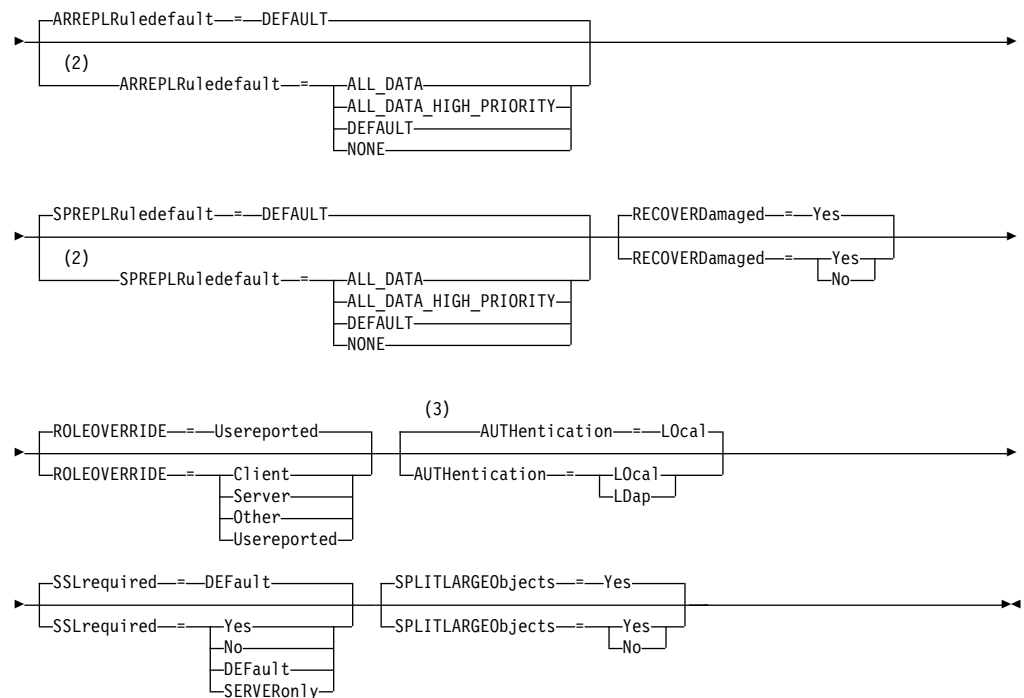 ARREPLRuledefault = DEFAULT
(2)
ARREPLRuledefault = ALL_DATA
ALL_DATA_HIGH_PRIORITY
DEFAULT
NONE
SPREPLRuledefault = DEFAULT
(2)
SPREPLRuledefault = ALL_DATA
ALL_DATA_HIGH_PRIORITY
DEFAULT
NONE
RECOVERDamaged = Yes
RECOVERDamaged = Yes
No
ROLEOVERRIDE = Usereported
ROLEOVERRIDE = Client
Server
Other
Usereported
(3)
AUTHentication = LOcal
AUTHentication = LOcal
LDap
SSLrequired = DEFault
SSLrequired = Yes
No
DEFault
SERVERonly
SPLITLARGEObjects = Yes
SPLITLARGEObjects = Yes
No